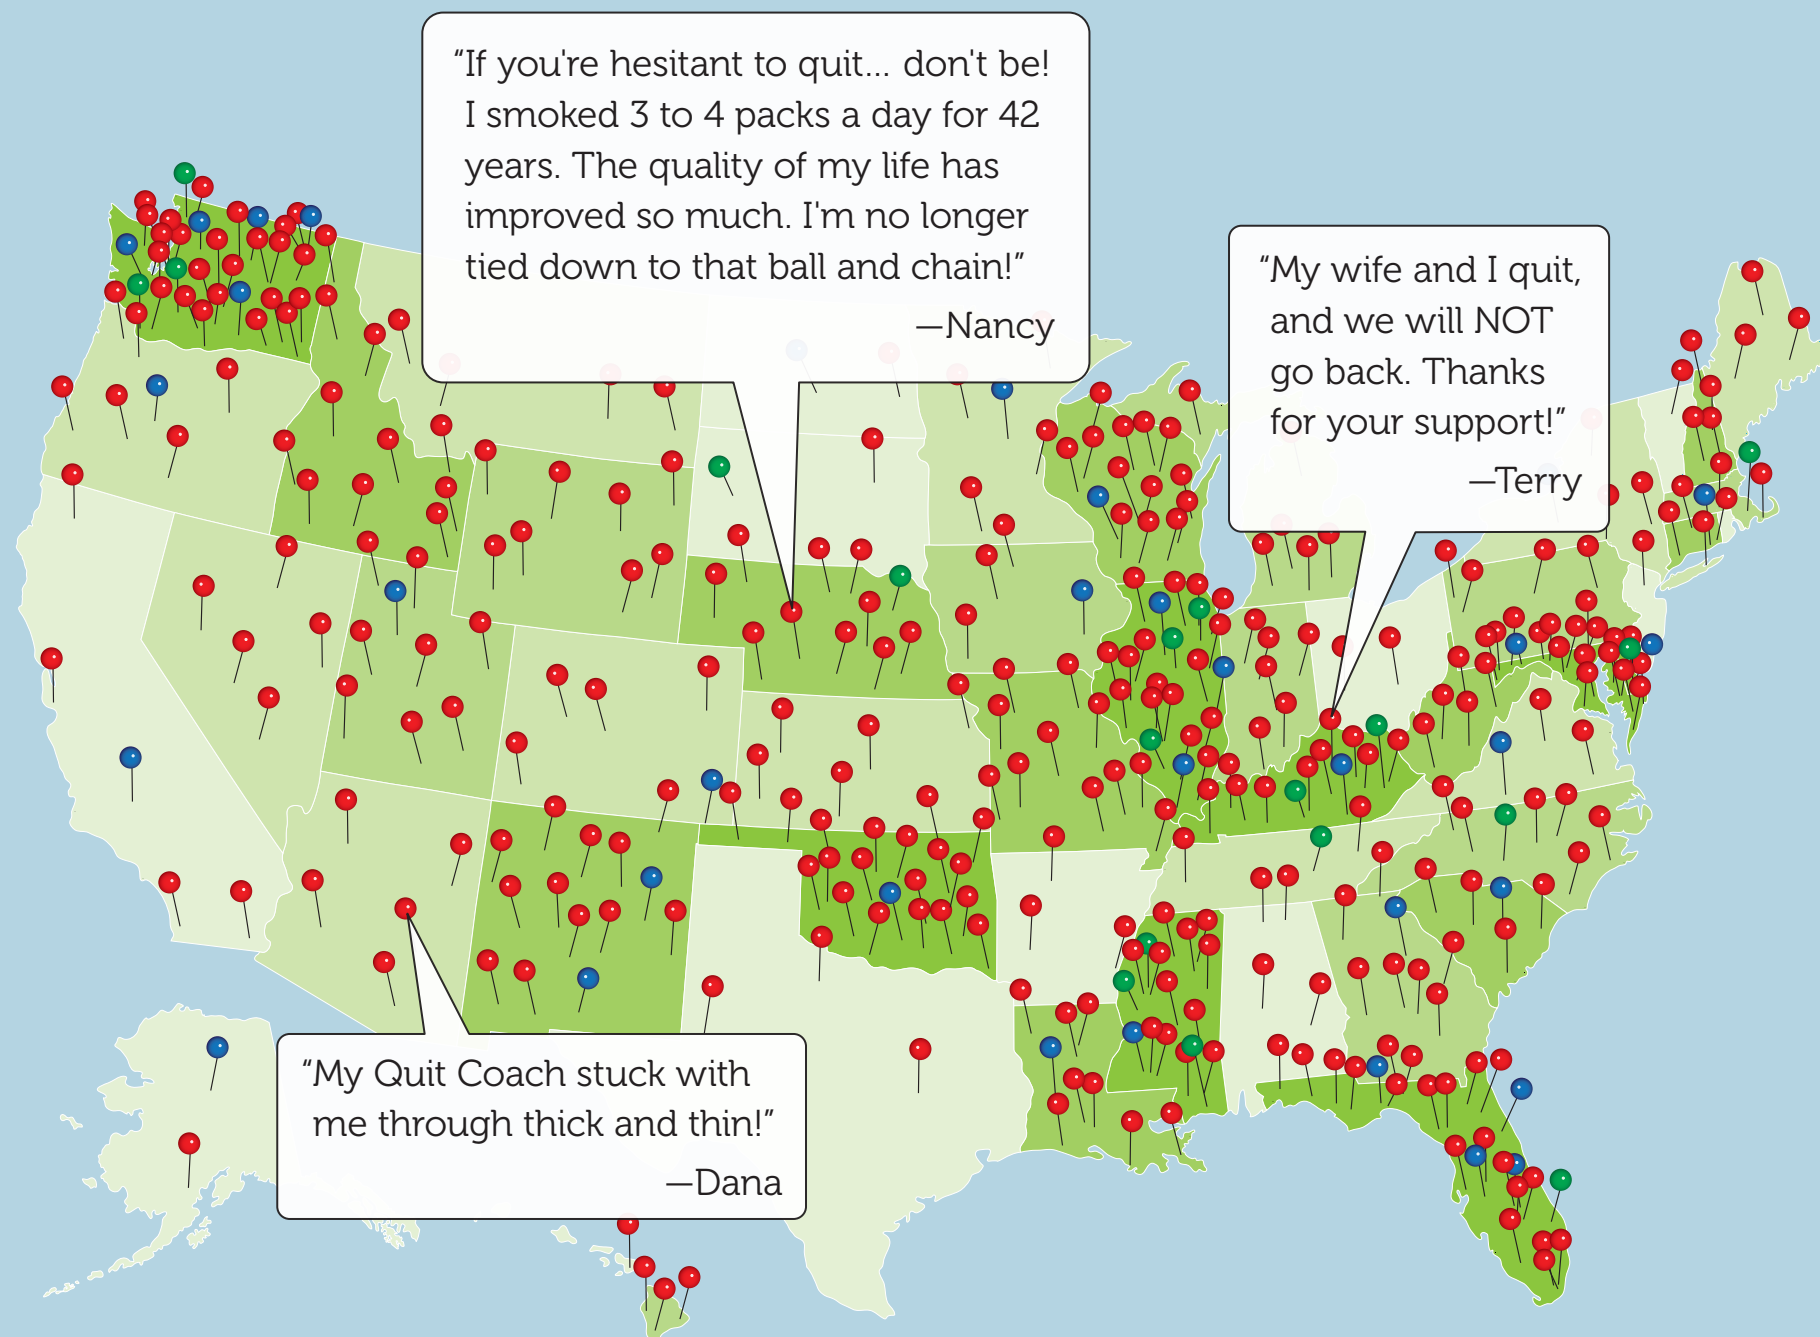 “If you're hesitant to quit... don't be!
I smoked 3 to 4 packs a day for 42
years. The quality of my life has
improved so much. I'm no longer
tied down to that ball and chain!”
—Nancy
“My wife and I quit,
and we will NOT
go back. Thanks
for your support!”
—Terry
“My Quit Coach stuck with
me through thick and thin!”
—Dana